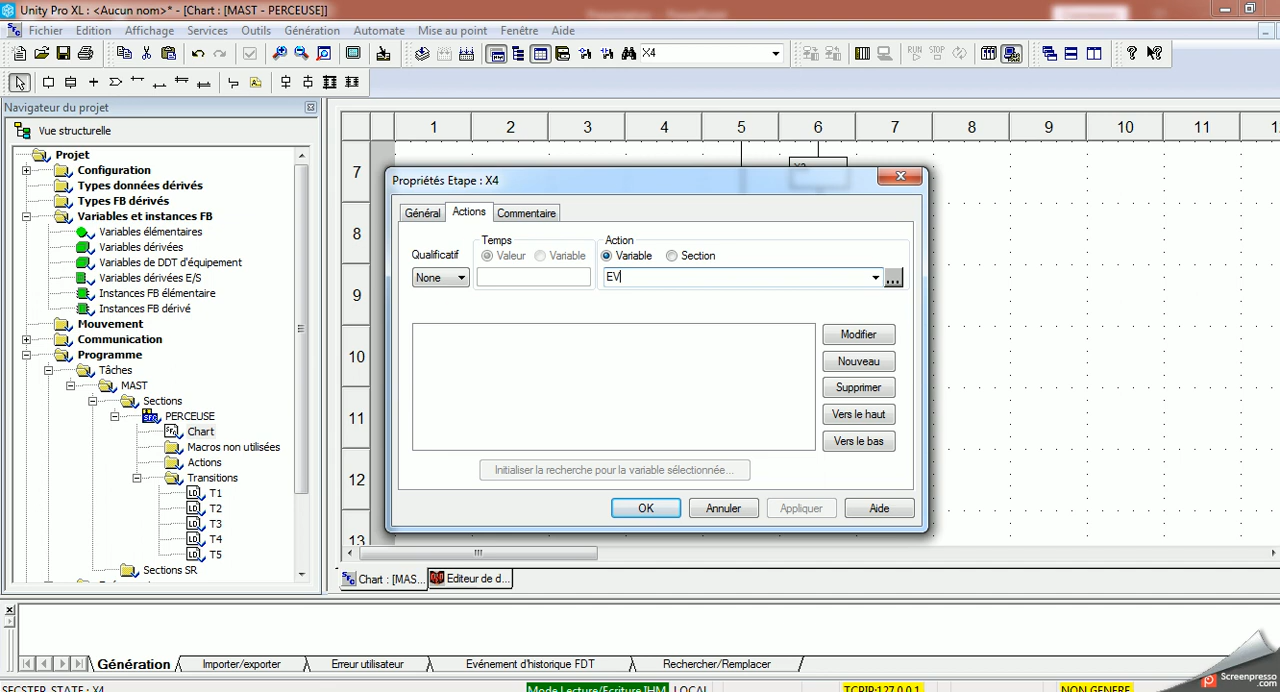 Unity Pro XL : <Aucun nom>* - [Chart : [MAST - PERCEUSE]]
Fichier Edition Affichage Services Outils Génération Automate Mise au point Fenêtre Aide
X4
RUN STOP
Navigateur du projet
Vue structurelle
Projet
Configuration
Types données dérivés
Types FB dérivés
Variables et instances FB
Variables élémentaires
Variables dérivées
Variables de DDT d'équipement
Variables dérivées E/S
Instances FB élémentaire
Instances FB dérivé
Mouvement
Communication
Programme
Tâches
MAST
Sections
PERCEUSE
Chart
Macros non utilisées
Actions
Transitions
T1
T2
T3
T4
T5
Sections SR
1 2 3 4 5 6 7 8 9 10 11
7
8
9
10
11
12
13
Propriétés Etape : X4
Général Actions Commentaire
Qualificatif
None
Temps
Valeur Variable
Action
Variable Section
EV
...
Modifier
Nouveau
Supprimer
Vers le haut
Vers le bas
Initialiser la recherche pour la variable sélectionnée...
OK Annuler Appliquer Aide
Chart : [MAS... Editeur de d...
Génération Importer/exporter Erreur utilisateur Evénement d'historique FDT Rechercher/Remplacer
SECSTER_STATE : X4 Mode Lecture/Ecriture IHM LOCAL TCPIP:127.0.0.1 NON GENERE
Screenpresso
.com